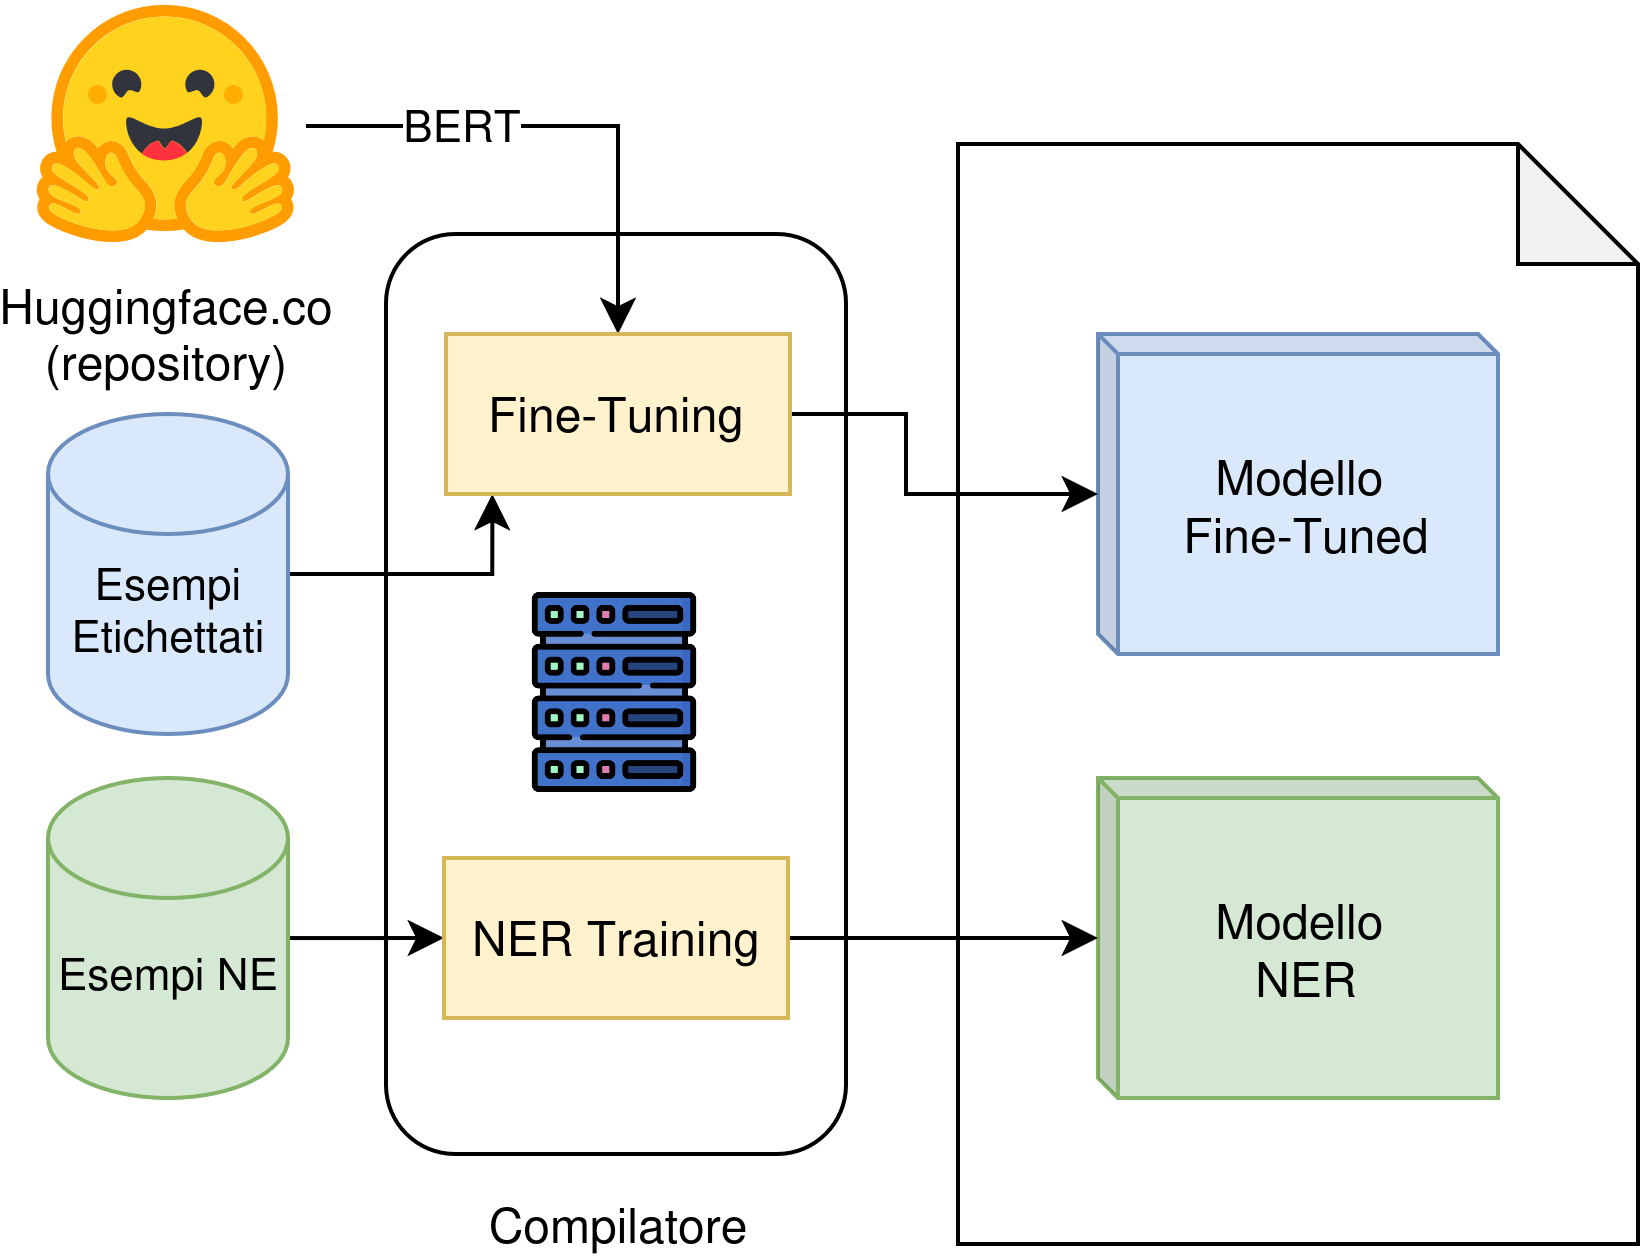 BERT
Huggingface.co
(repository)
Fine-Tuning
Esempi
Etichettati
Modello
Fine-Tuned
NER Training
Esempi NE
Modello
NER
Compilatore